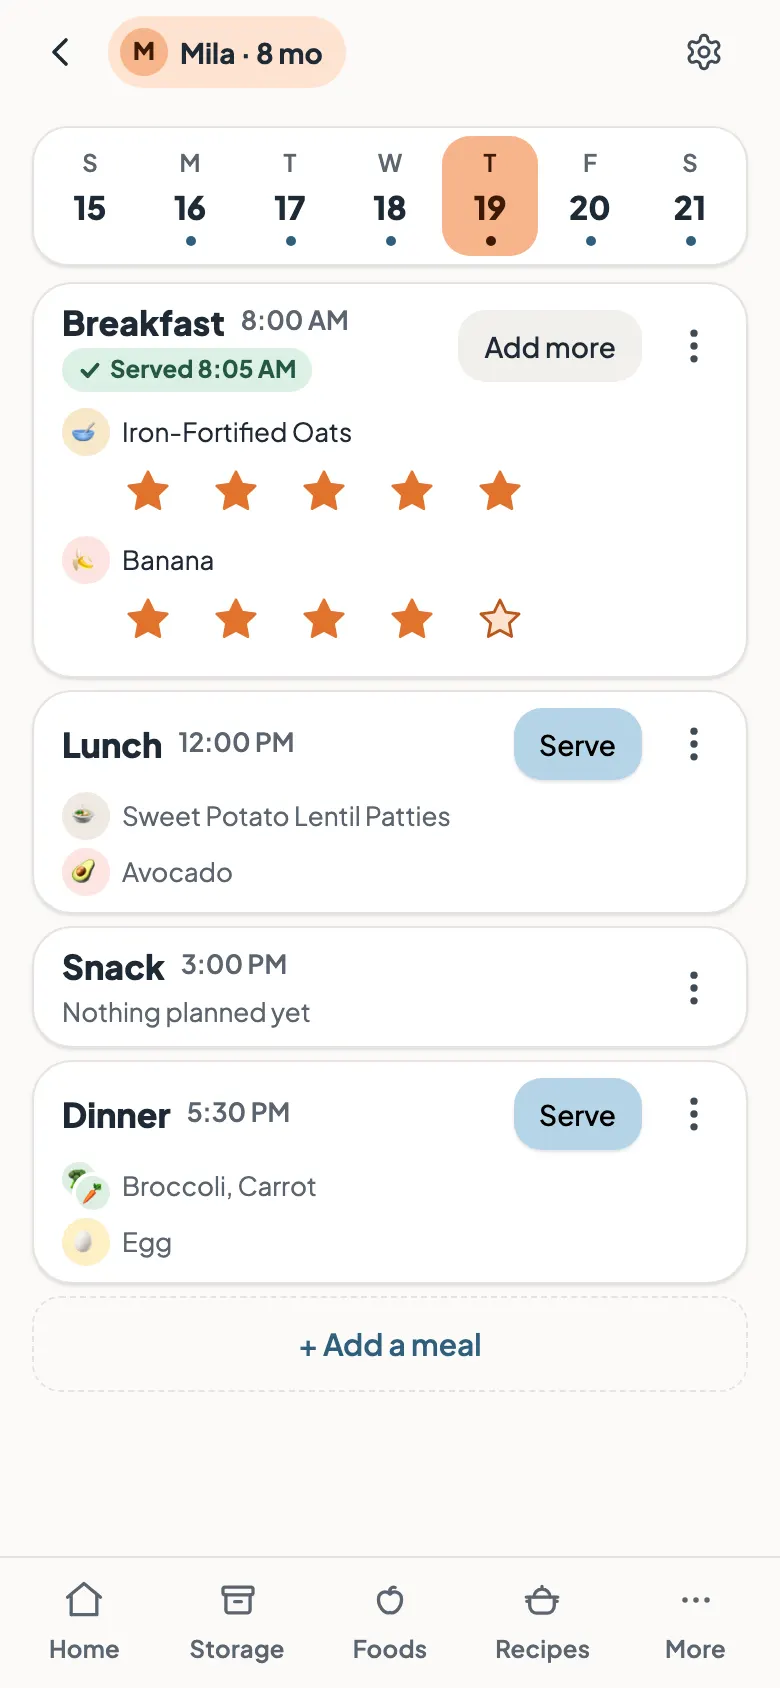 M Mila · 8 mo
S M T W T F S
15 16 17 18 19 20 21
Breakfast 8:00 AM
Add more
Served 8:05 AM
Iron-Fortified Oats
Banana
Lunch 12:00 PM
Serve
Sweet Potato Lentil Patties
Avocado
Snack 3:00 PM
Nothing planned yet
Dinner 5:30 PM
Serve
Broccoli, Carrot
Egg
+ Add a meal
Home Storage Foods Recipes More